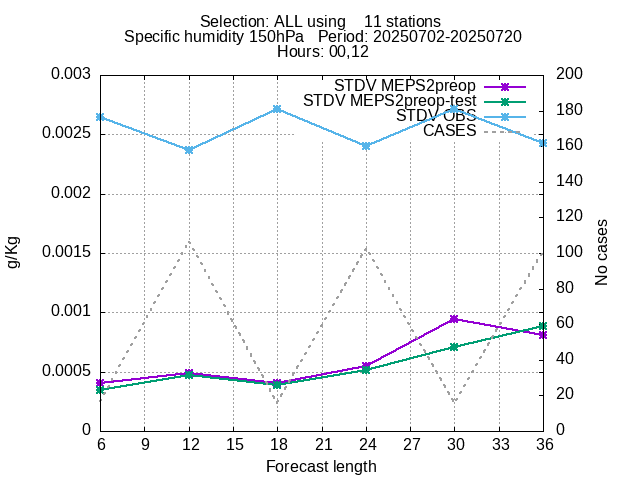 Selection: ALL using    11 stations
Specific humidity 150hPa   Period: 20250702-20250720
Hours: 00,12
STDV MEPS2preop
STDV MEPS2preop-test
STDV OBS
CASES
0.003
0.0025
0.002
0.0015
0.001
0.0005
0
g/Kg
200
180
160
140
120
100
80
60
40
20
0
No cases
6 9 12 15 18 21 24 27 30 33 36
Forecast length